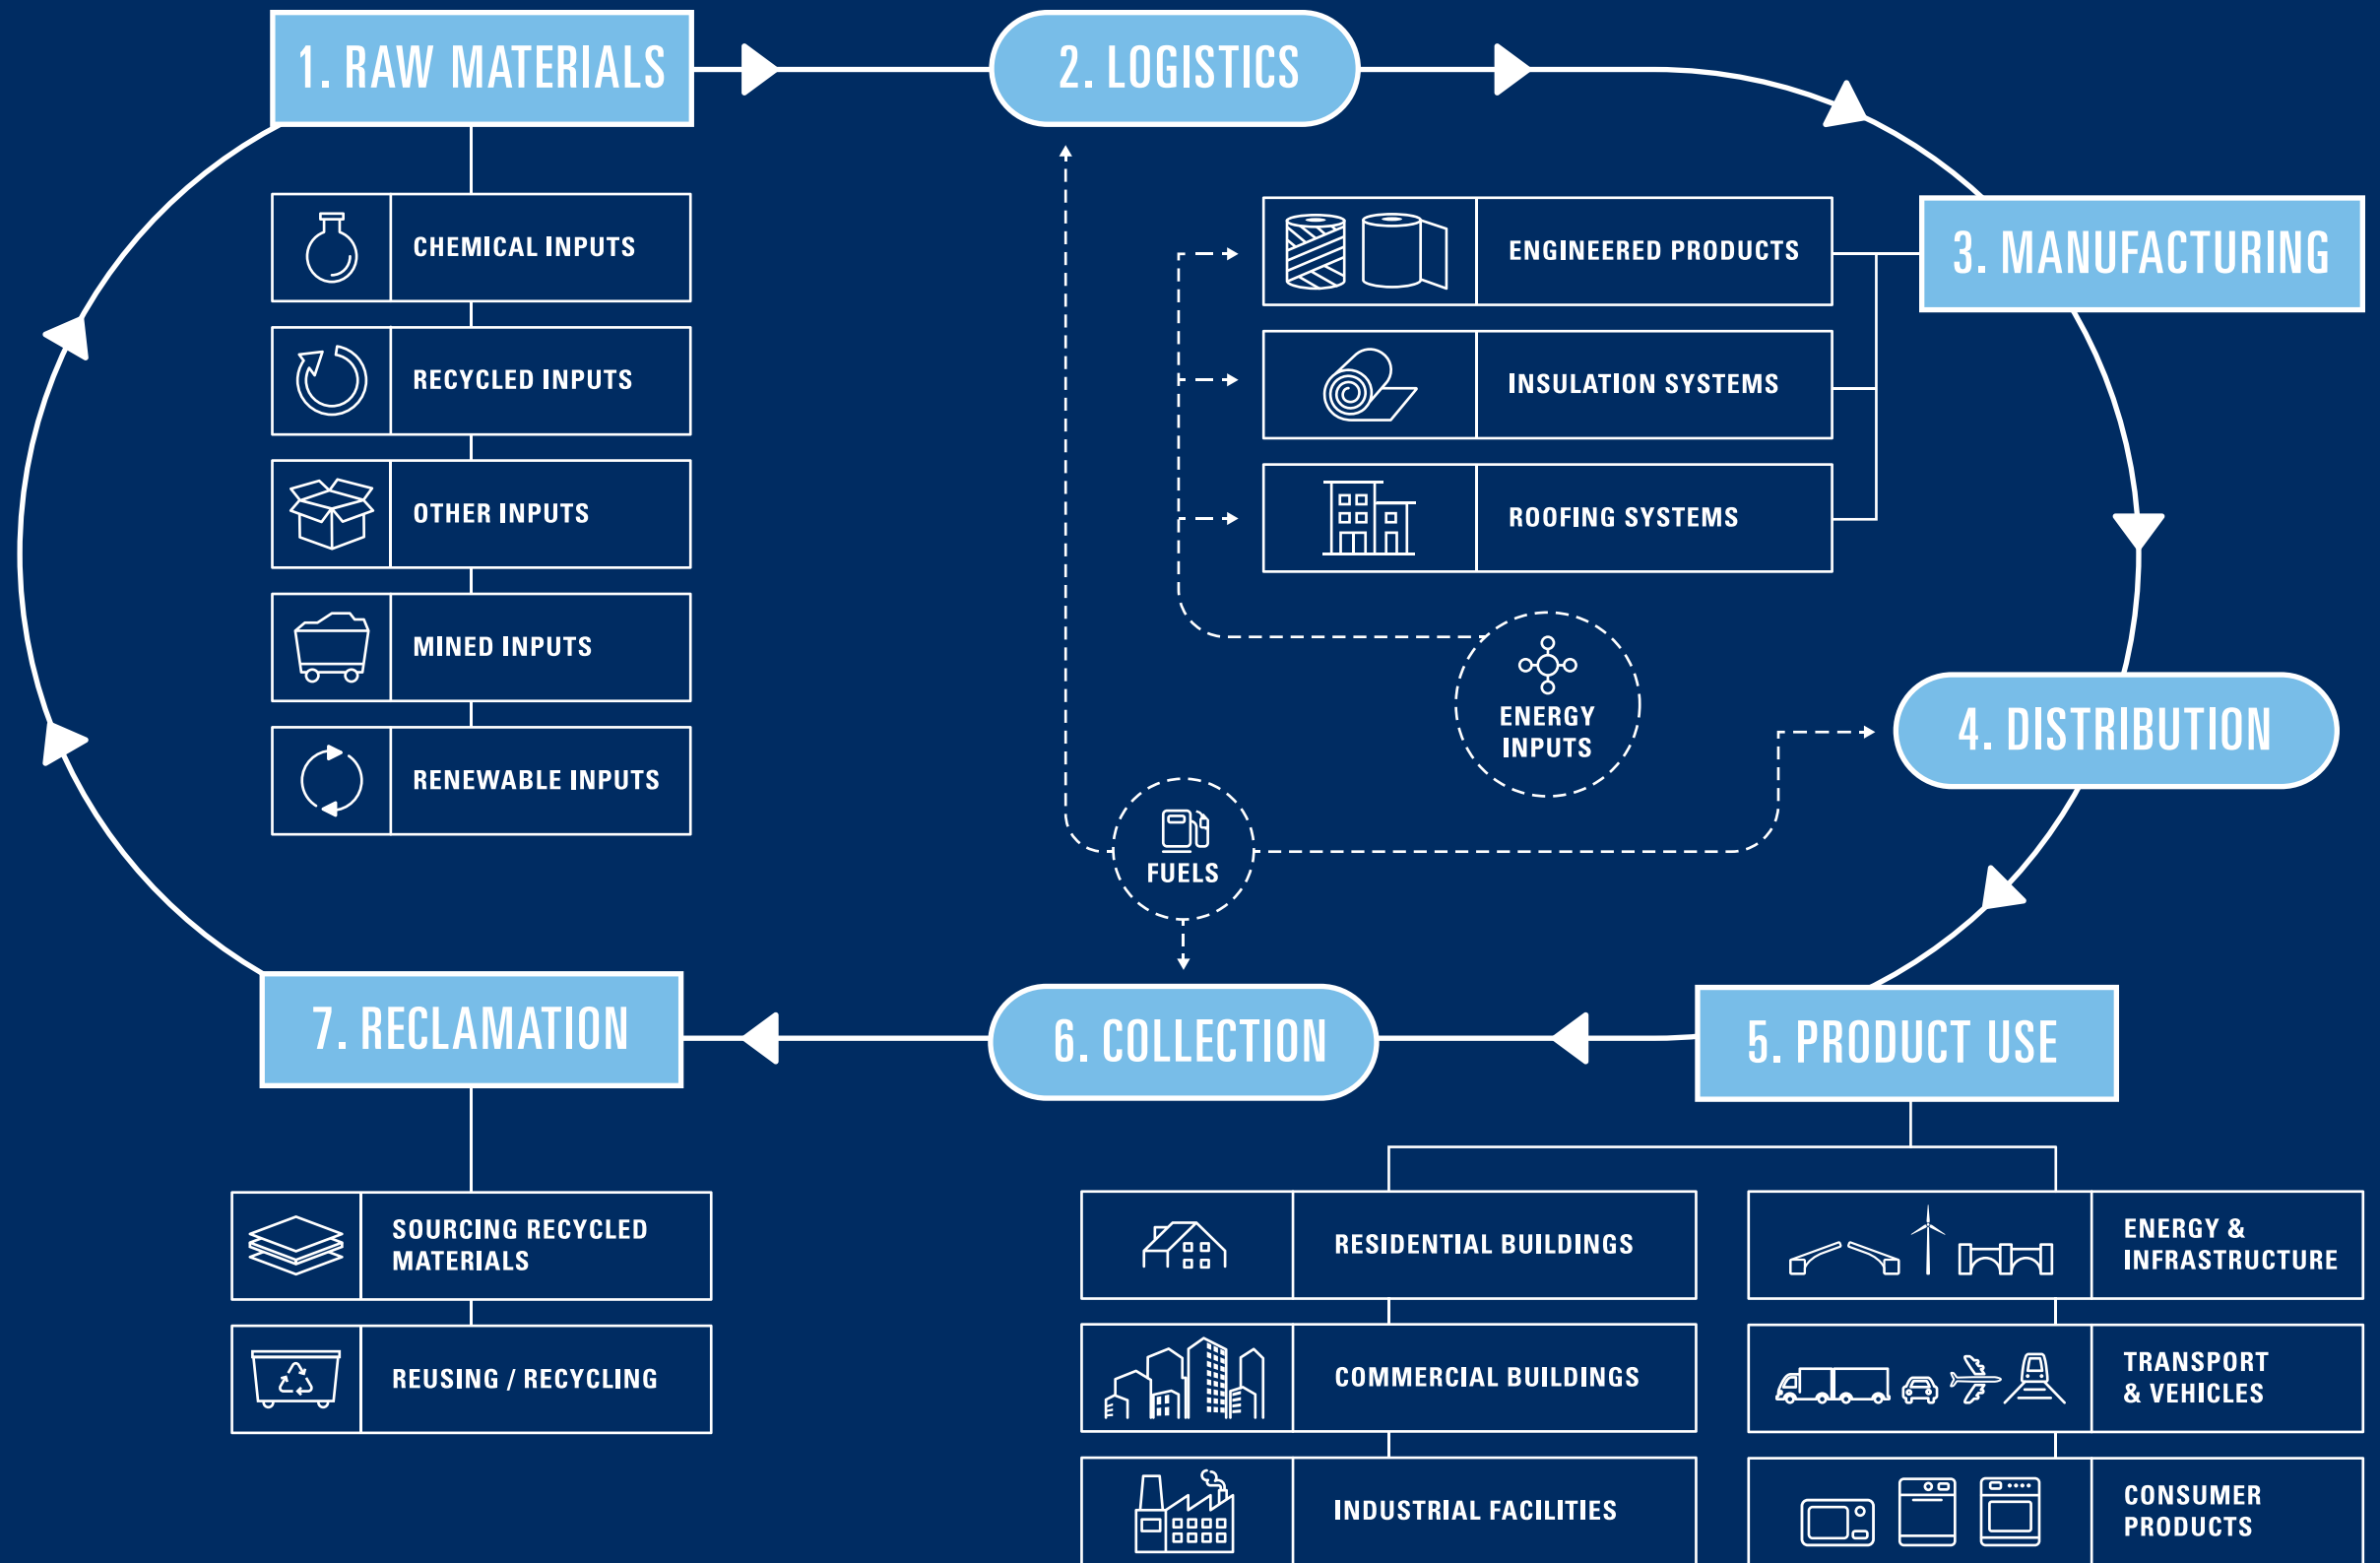 1. RAW MATERIALS
2. LOGISTICS
CHEMICAL INPUTS
RECYCLED INPUTS
OTHER INPUTS
MINED INPUTS
RENEWABLE INPUTS
3. MANUFACTURING
ENGINEERED PRODUCTS
INSULATION SYSTEMS
ROOFING SYSTEMS
ENERGY
INPUTS
4. DISTRIBUTION
FUELS
5. PRODUCT USE
6. COLLECTION
7. RECLAMATION
RESIDENTIAL BUILDINGS
COMMERCIAL BUILDINGS
INDUSTRIAL FACILITIES
ENERGY &
INFRASTRUCTURE
TRANSPORT
& VEHICLES
CONSUMER
PRODUCTS
SOURCING RECYCLED
MATERIALS
REUSING / RECYCLING